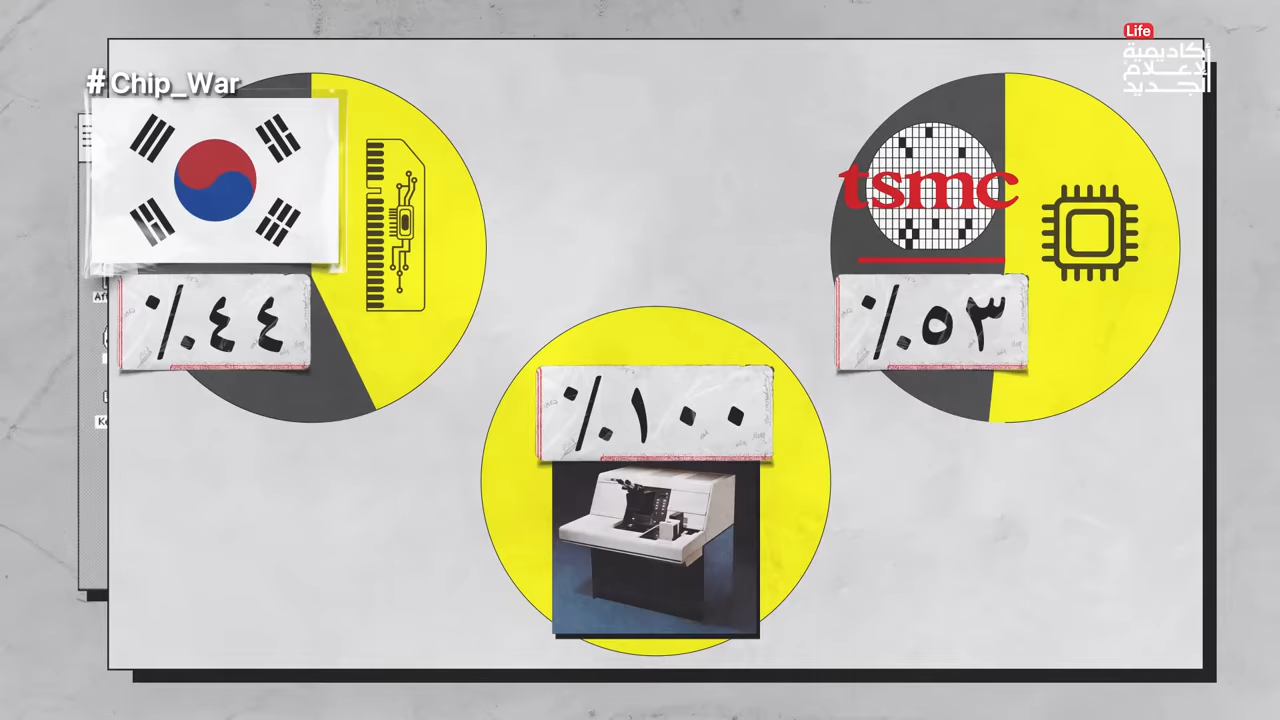 Life
أكاديمية
الإعلام
الجديد
#Chip_War
tsmc
٪٤٤
٪٥٣
٪١٠٠